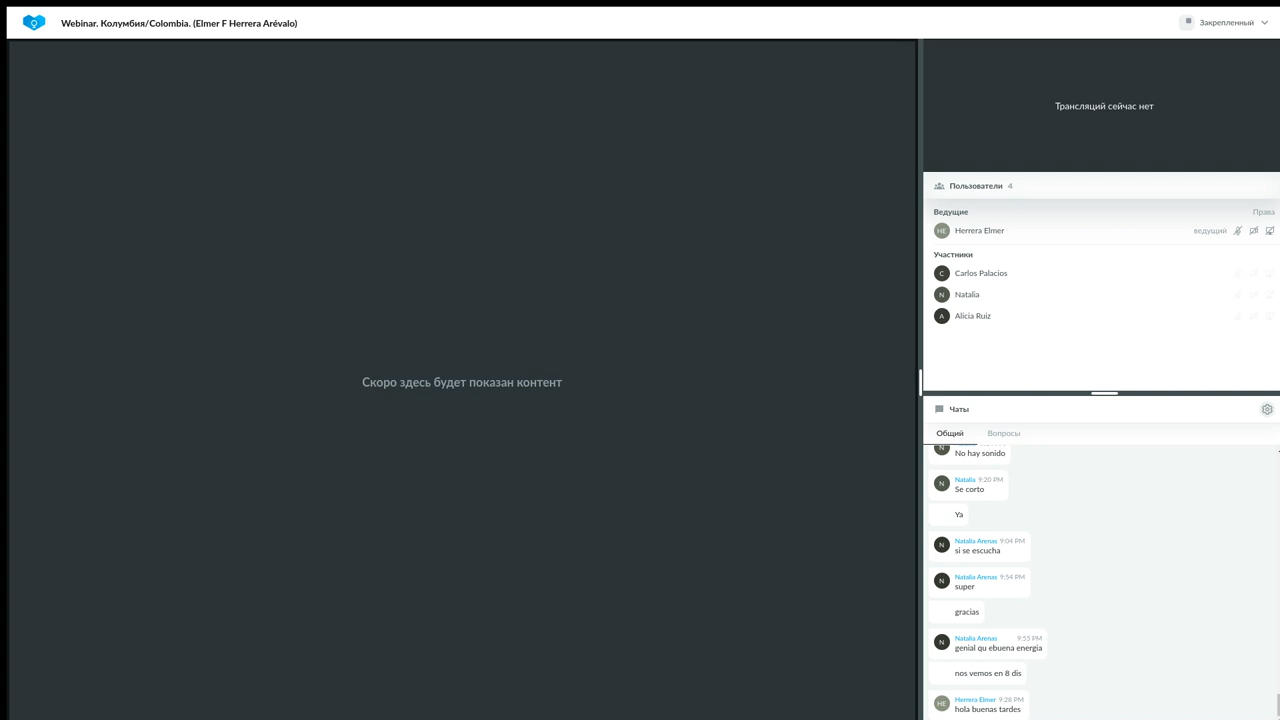 Webinar. Колумбия/Colombia. (Elmer F Herrera Arévalo)
Закрепленный
Трансляций сейчас нет
Скоро здесь будет показан контент
Пользователи 4
Ведущие Права
HE Herrera Elmer ведущий
Участники
C Carlos Palacios
N Natalia
A Alicia Ruiz
Чаты
Общий Вопросы
N No hay sonido
N Natalia 9:20 PM
Se corto
Ya
N Natalia Arenas 9:04 PM
si se escucha
N Natalia Arenas 9:54 PM
super
gracias
N Natalia Arenas 9:55 PM
genial qu ebuena energia
nos vemos en 8 dis
HE Herrera Elmer 9:28 PM
hola buenas tardes